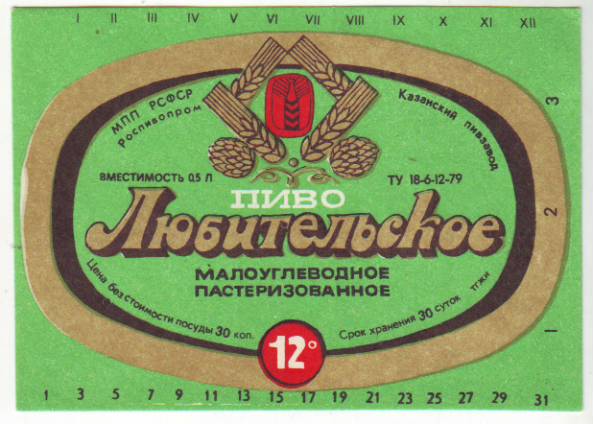 I II III IV V VI VII VIII IX X XI XII
МПП РСФСР
Роспивопром
Казанский пивзавод
ВМЕСТИМОСТЬ 0,5 Л
ТУ 18-6-12-79
ПИВО
Любительское
МАЛОУГЛЕВОДНОЕ
ПАСТЕРИЗОВАННОЕ
Цена без стоимости посуды 30 коп.
Срок хранения 30 суток тгжи
12°
3
2
1
1 3 5 7 9 11 13 15 17 19 21 23 25 27 29 31